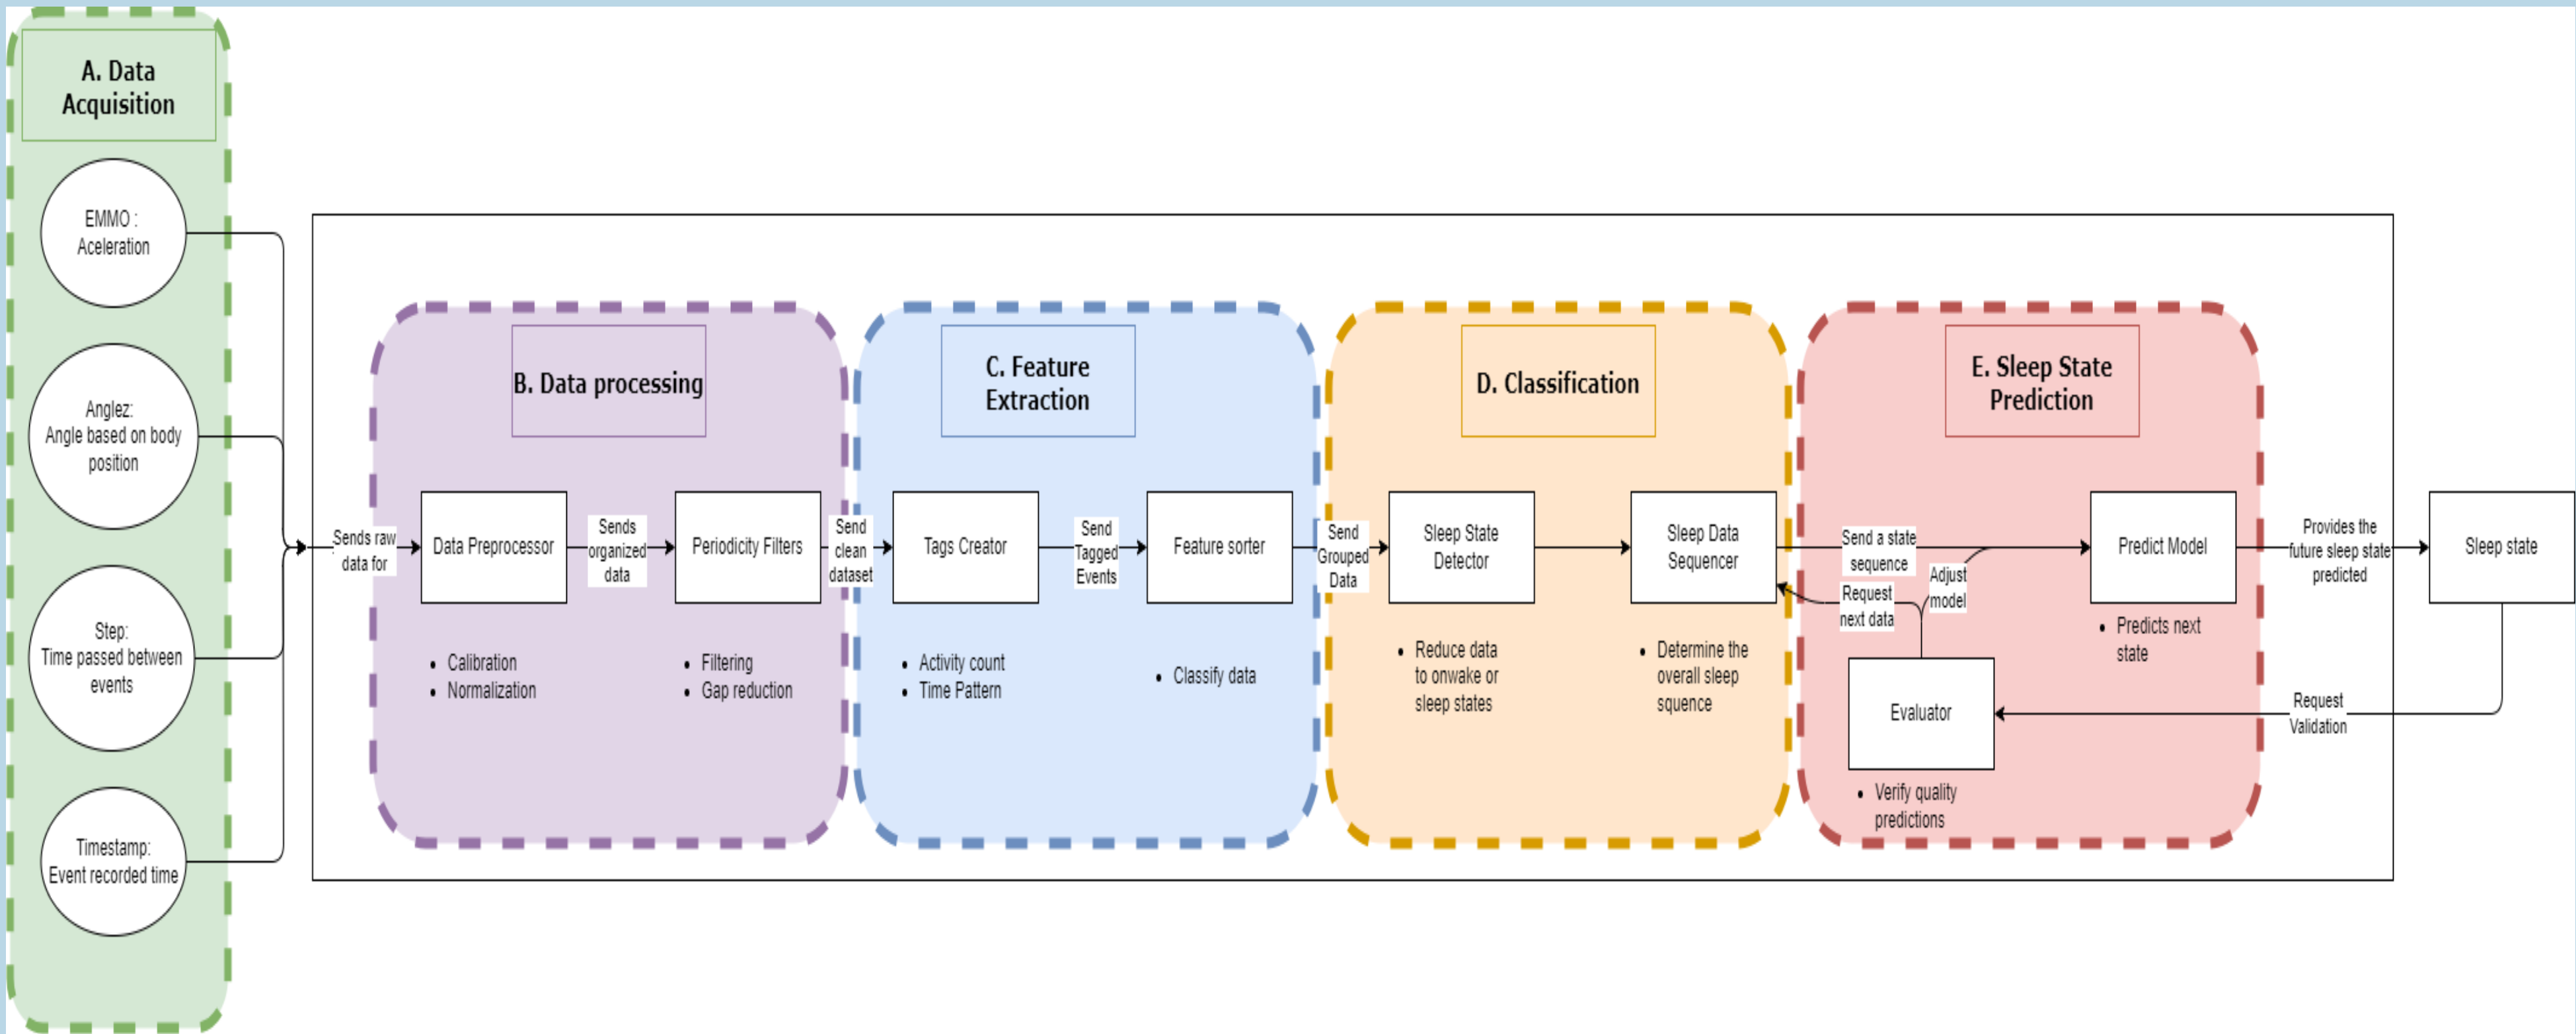 A. Data
Acquisition
EMMO :
Aceleration
Anglez:
Angle based on body
position
Step:
Time passed between
events
Timestamp:
Event recorded time
Sends raw
data for
B. Data processing
Data Preprocessor
Calibration
Normalization
Sends
organized
data
Periodicity Filters
Filtering
Gap reduction
Send
clean
dataset
C. Feature
Extraction
Tags Creator
Activity count
Time Pattern
Send
Tagged
Events
Feature sorter
Classify data
Send
Grouped
Data
D. Classification
Sleep State
Detector
Reduce data
to onwake or
sleep states
Sleep Data
Sequencer
Determine the
overall sleep
squence
E. Sleep State
Prediction
Send a state
sequence
Request
next data
Adjust
model
Predict Model
Predicts next
state
Evaluator
Verify quality
predictions
Provides the
future sleep state
predicted
Sleep state
Request
Validation